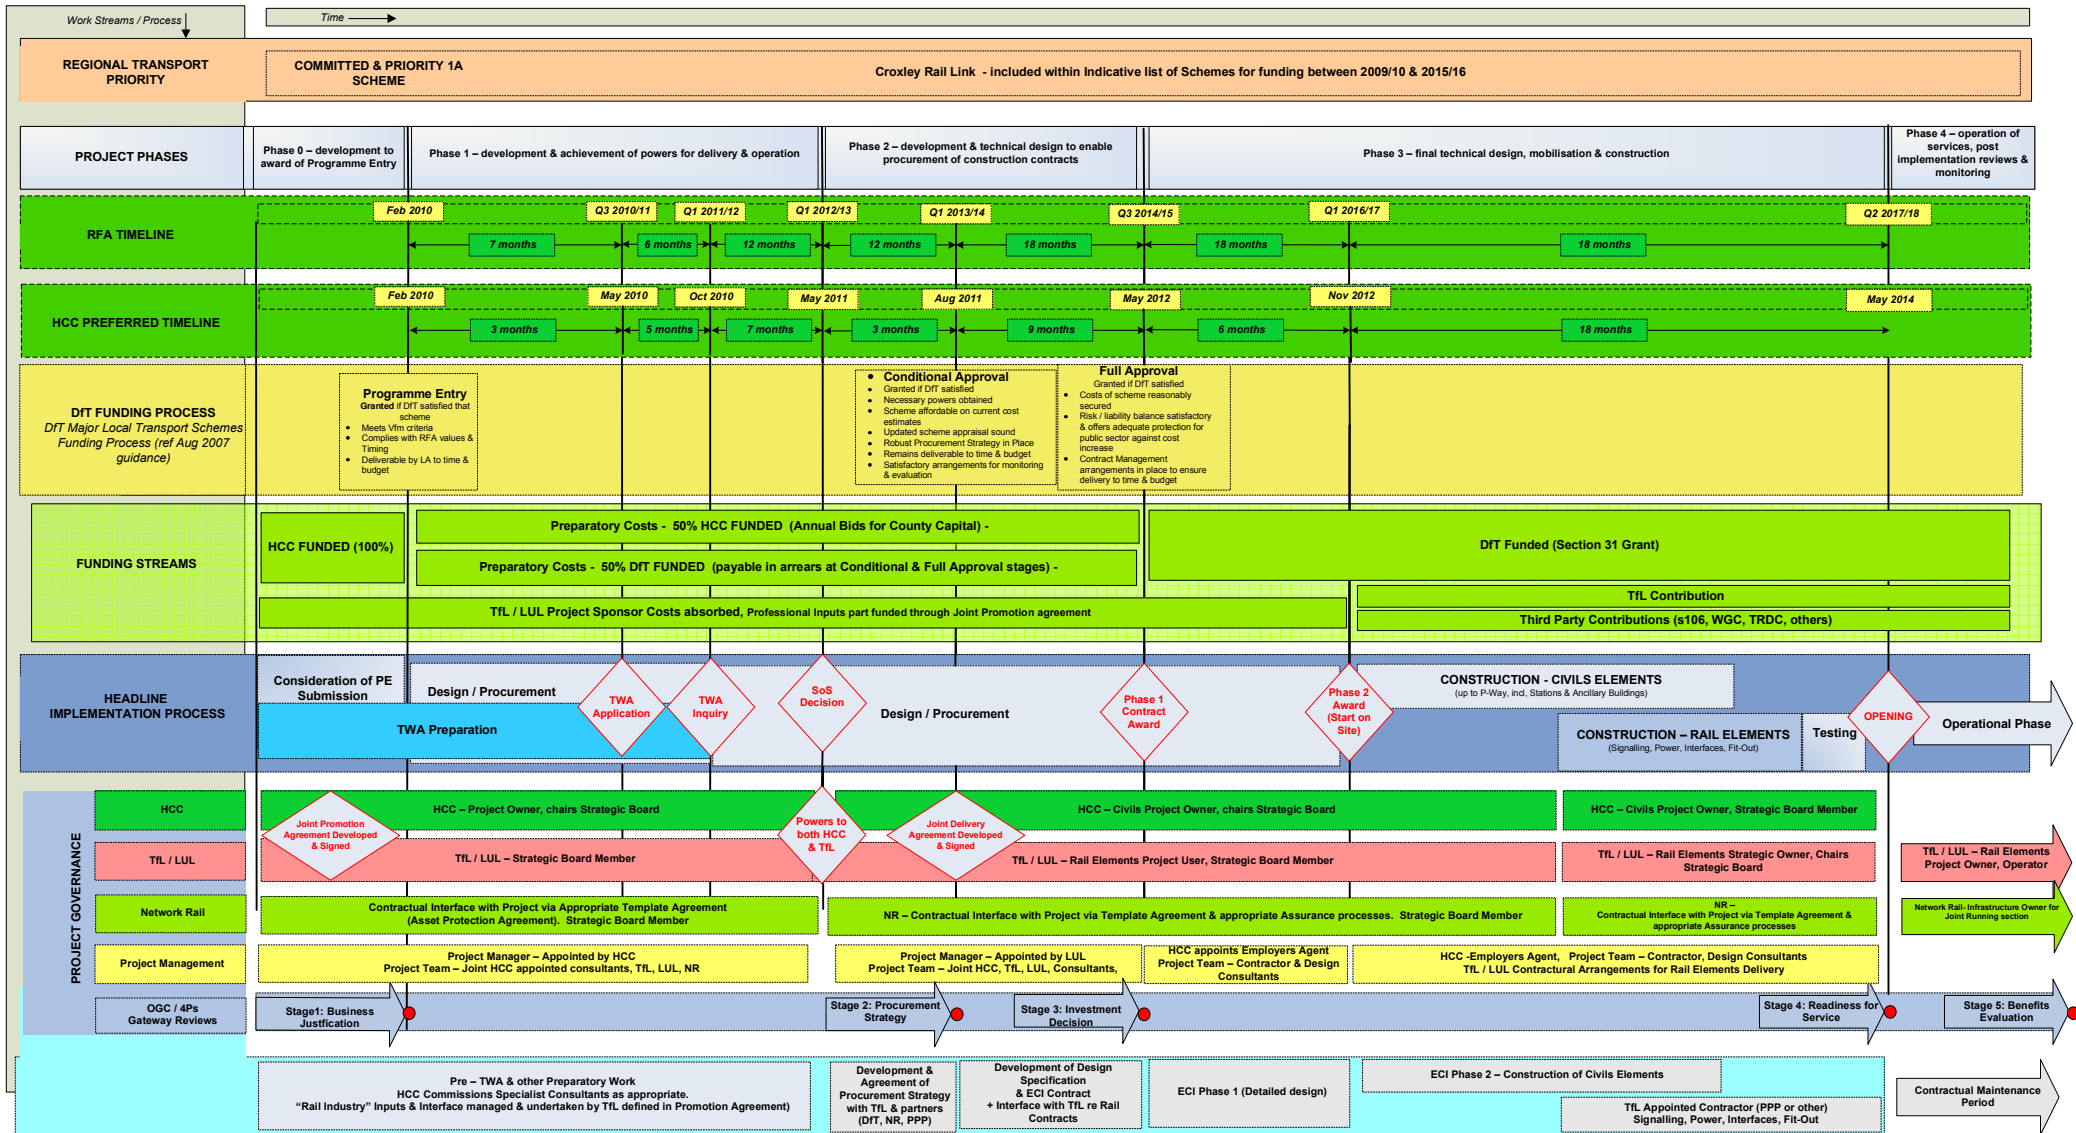 Work Streams / Process
Time
REGIONAL TRANSPORT
PRIORITY
COMMITTED & PRIORITY 1A
SCHEME
Croxley Rail Link  - included within Indicative list of Schemes for funding between 2009/10 & 2015/16
PROJECT PHASES
Phase 0 – development to
award of Programme Entry
Phase 1 – development & achievement of powers for delivery & operation
Phase 2 – development & technical design to enable
procurement of construction contracts
Phase 3 – final technical design, mobilisation & construction
Phase 4 – operation of
services, post
implementation reviews &
monitoring
RFA TIMELINE
Feb 2010
Q3 2010/11
Q1 2011/12
Q1 2012/13
Q1 2013/14
Q3 2014/15
Q1 2016/17
Q2 2017/18
7 months
6 months
12 months
12 months
18 months
18 months
18 months
HCC PREFERRED TIMELINE
Feb 2010
May 2010
Oct 2010
May 2011
Aug 2011
May 2012
Nov 2012
May 2014
3 months
5 months
7 months
3 months
9 months
6 months
18 months
DfT FUNDING PROCESS
DfT Major Local Transport Schemes
Funding Process (ref Aug 2007
guidance)
Programme Entry
Granted if DfT satisfied that
scheme
• Meets Vfm criteria
• Complies with RFA values &
Timing
• Deliverable by LA to time &
budget
• Conditional Approval
• Granted if DfT satisfied
• Necessary powers obtained
• Scheme affordable on current cost
estimates
• Updated scheme appraisal sound
• Robust Procurement Strategy in Place
• Remains deliverable to time & budget
• Satisfactory arrangements for monitoring
& evaluation
Full Approval
Granted if DfT satisfied
• Costs of scheme reasonably
secured
• Risk / liability balance satisfactory
& offers adequate protection for
public sector against cost
increase
• Contract Management
arrangements in place to ensure
delivery to time & budget
FUNDING STREAMS
HCC FUNDED (100%)
Preparatory Costs -  50% HCC FUNDED  (Annual Bids for County Capital) -
Preparatory Costs -  50% DfT FUNDED  (payable in arrears at Conditional & Full Approval stages) -
DfT Funded (Section 31 Grant)
TfL / LUL Project Sponsor Costs absorbed, Professional Inputs part funded through Joint Promotion agreement
TfL Contribution
Third Party Contributions (s106, WGC, TRDC, others)
HEADLINE
IMPLEMENTATION PROCESS
Consideration of PE
Submission
Design / Procurement
TWA Preparation
TWA
Application
TWA
Inquiry
SoS
Decision
Design / Procurement
Phase 1
Contract
Award
Phase 2
Award
(Start on
Site)
CONSTRUCTION - CIVILS ELEMENTS
(up to P-Way, incl, Stations & Ancillary Buildings)
CONSTRUCTION – RAIL ELEMENTS
(Signalling, Power, Interfaces, Fit-Out)
Testing
OPENING
Operational Phase
PROJECT GOVERNANCE
HCC
HCC – Project Owner, chairs Strategic Board
HCC – Civils Project Owner, chairs Strategic Board
HCC – Civils Project Owner, Strategic Board Member
Joint Promotion
Agreement Developed
& Signed
Powers to
both HCC
& TfL
Joint Delivery
Agreement Developed
& Signed
TfL / LUL
TfL / LUL – Strategic Board Member
TfL / LUL – Rail Elements Project User, Strategic Board Member
TfL / LUL – Rail Elements Strategic Owner, Chairs
Strategic Board
TfL / LUL – Rail Elements
Project Owner, Operator
Network Rail
Contractual Interface with Project via Appropriate Template Agreement
(Asset Protection Agreement).  Strategic Board Member
NR – Contractual Interface with Project via Template Agreement & appropriate Assurance processes.  Strategic Board Member
NR –
Contractual Interface with Project via Template Agreement &
appropriate Assurance processes
Network Rail- Infrastructure Owner for
Joint Running section
Project Management
Project Manager – Appointed by HCC
Project Team – Joint HCC appointed consultants, TfL, LUL, NR
Project Manager – Appointed by LUL
Project Team – Joint HCC, TfL, LUL, Consultants,
HCC appoints Employers Agent
Project Team – Contractor & Design
Consultants
HCC -Employers Agent,   Project Team – Contractor, Design Consultants
TfL / LUL Contractural Arrangements for Rail Elements Delivery
OGC / 4Ps
Gateway Reviews
Stage1: Business
Justfication
Stage 2: Procurement
Strategy
Stage 3: Investment
Decision
Stage 4: Readiness for
Service
Stage 5: Benefits
Evaluation
Pre – TWA & other Preparatory Work
HCC Commissions Specialist Consultants as appropriate.
“Rail Industry” Inputs & Interface managed & undertaken by TfL defined in Promotion Agreement)
Development &
Agreement of
Procurement Strategy
with TfL & partners
(DfT, NR, PPP)
Development of Design
Specification
& ECI Contract
+ Interface with TfL re Rail
Contracts
ECI Phase 1 (Detailed design)
ECI Phase 2 – Construction of Civils Elements
TfL Appointed Contractor (PPP or other)
Signalling, Power, Interfaces, Fit-Out
Contractual Maintenance
Period